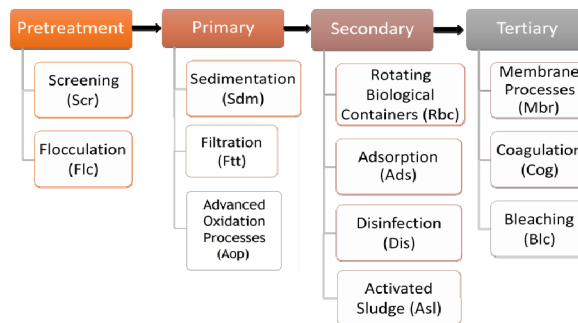 Pretreatment
Primary
Secondary
Tertiary
Screening
(Scr)
Flocculation
(Flc)
Sedimentation
(Sdm)
Filtration
(Ftt)
Advanced
Oxidation
Processes
(Aop)
Rotating
Biological
Containers (Rbc)
Adsorption
(Ads)
Disinfection
(Dis)
Activated
Sludge (Asl)
Membrane
Processes
(Mbr)
Coagulation
(Cog)
Bleaching
(Blc)